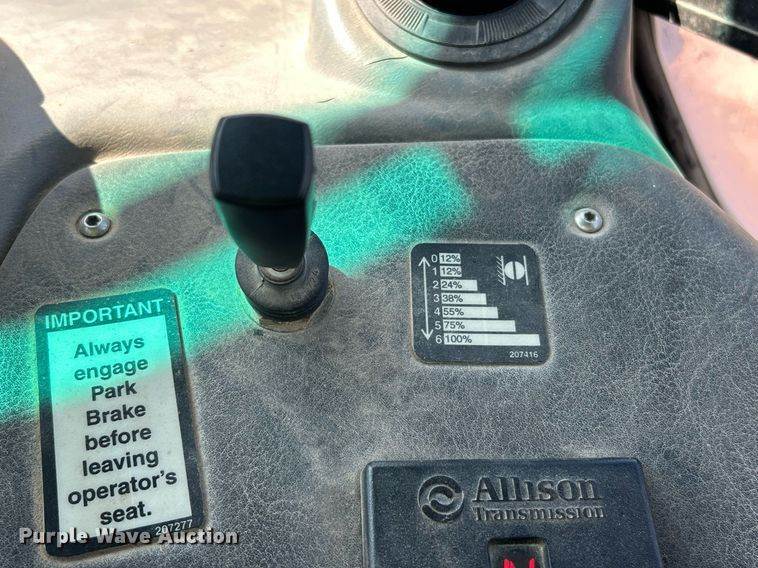 0 12%
1 12%
2 24%
3 38%
4 55%
5 75%
6 100%
207416
IMPORTANT
Always
engage
Park
Brake
before
leaving
operator's
seat.
207277
Allison
Transmission
N
Purple Wave Auction